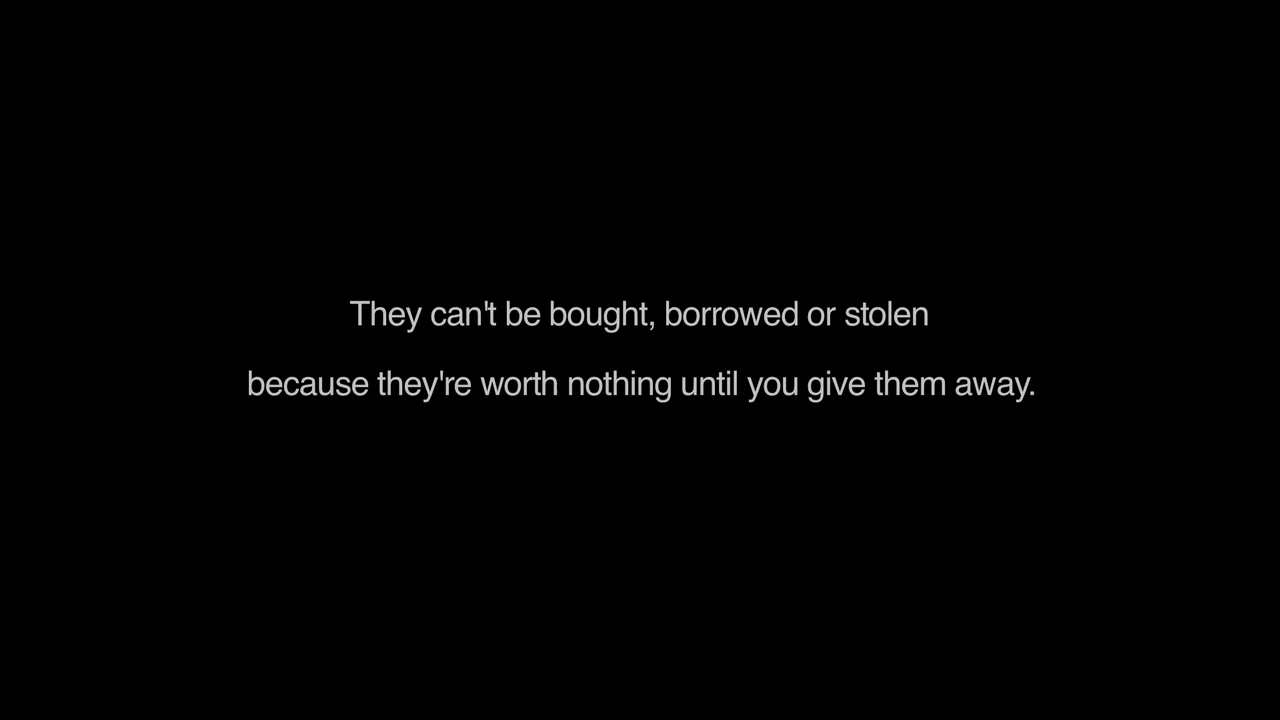 They can't be bought, borrowed or stolen
because they're worth nothing until you give them away.